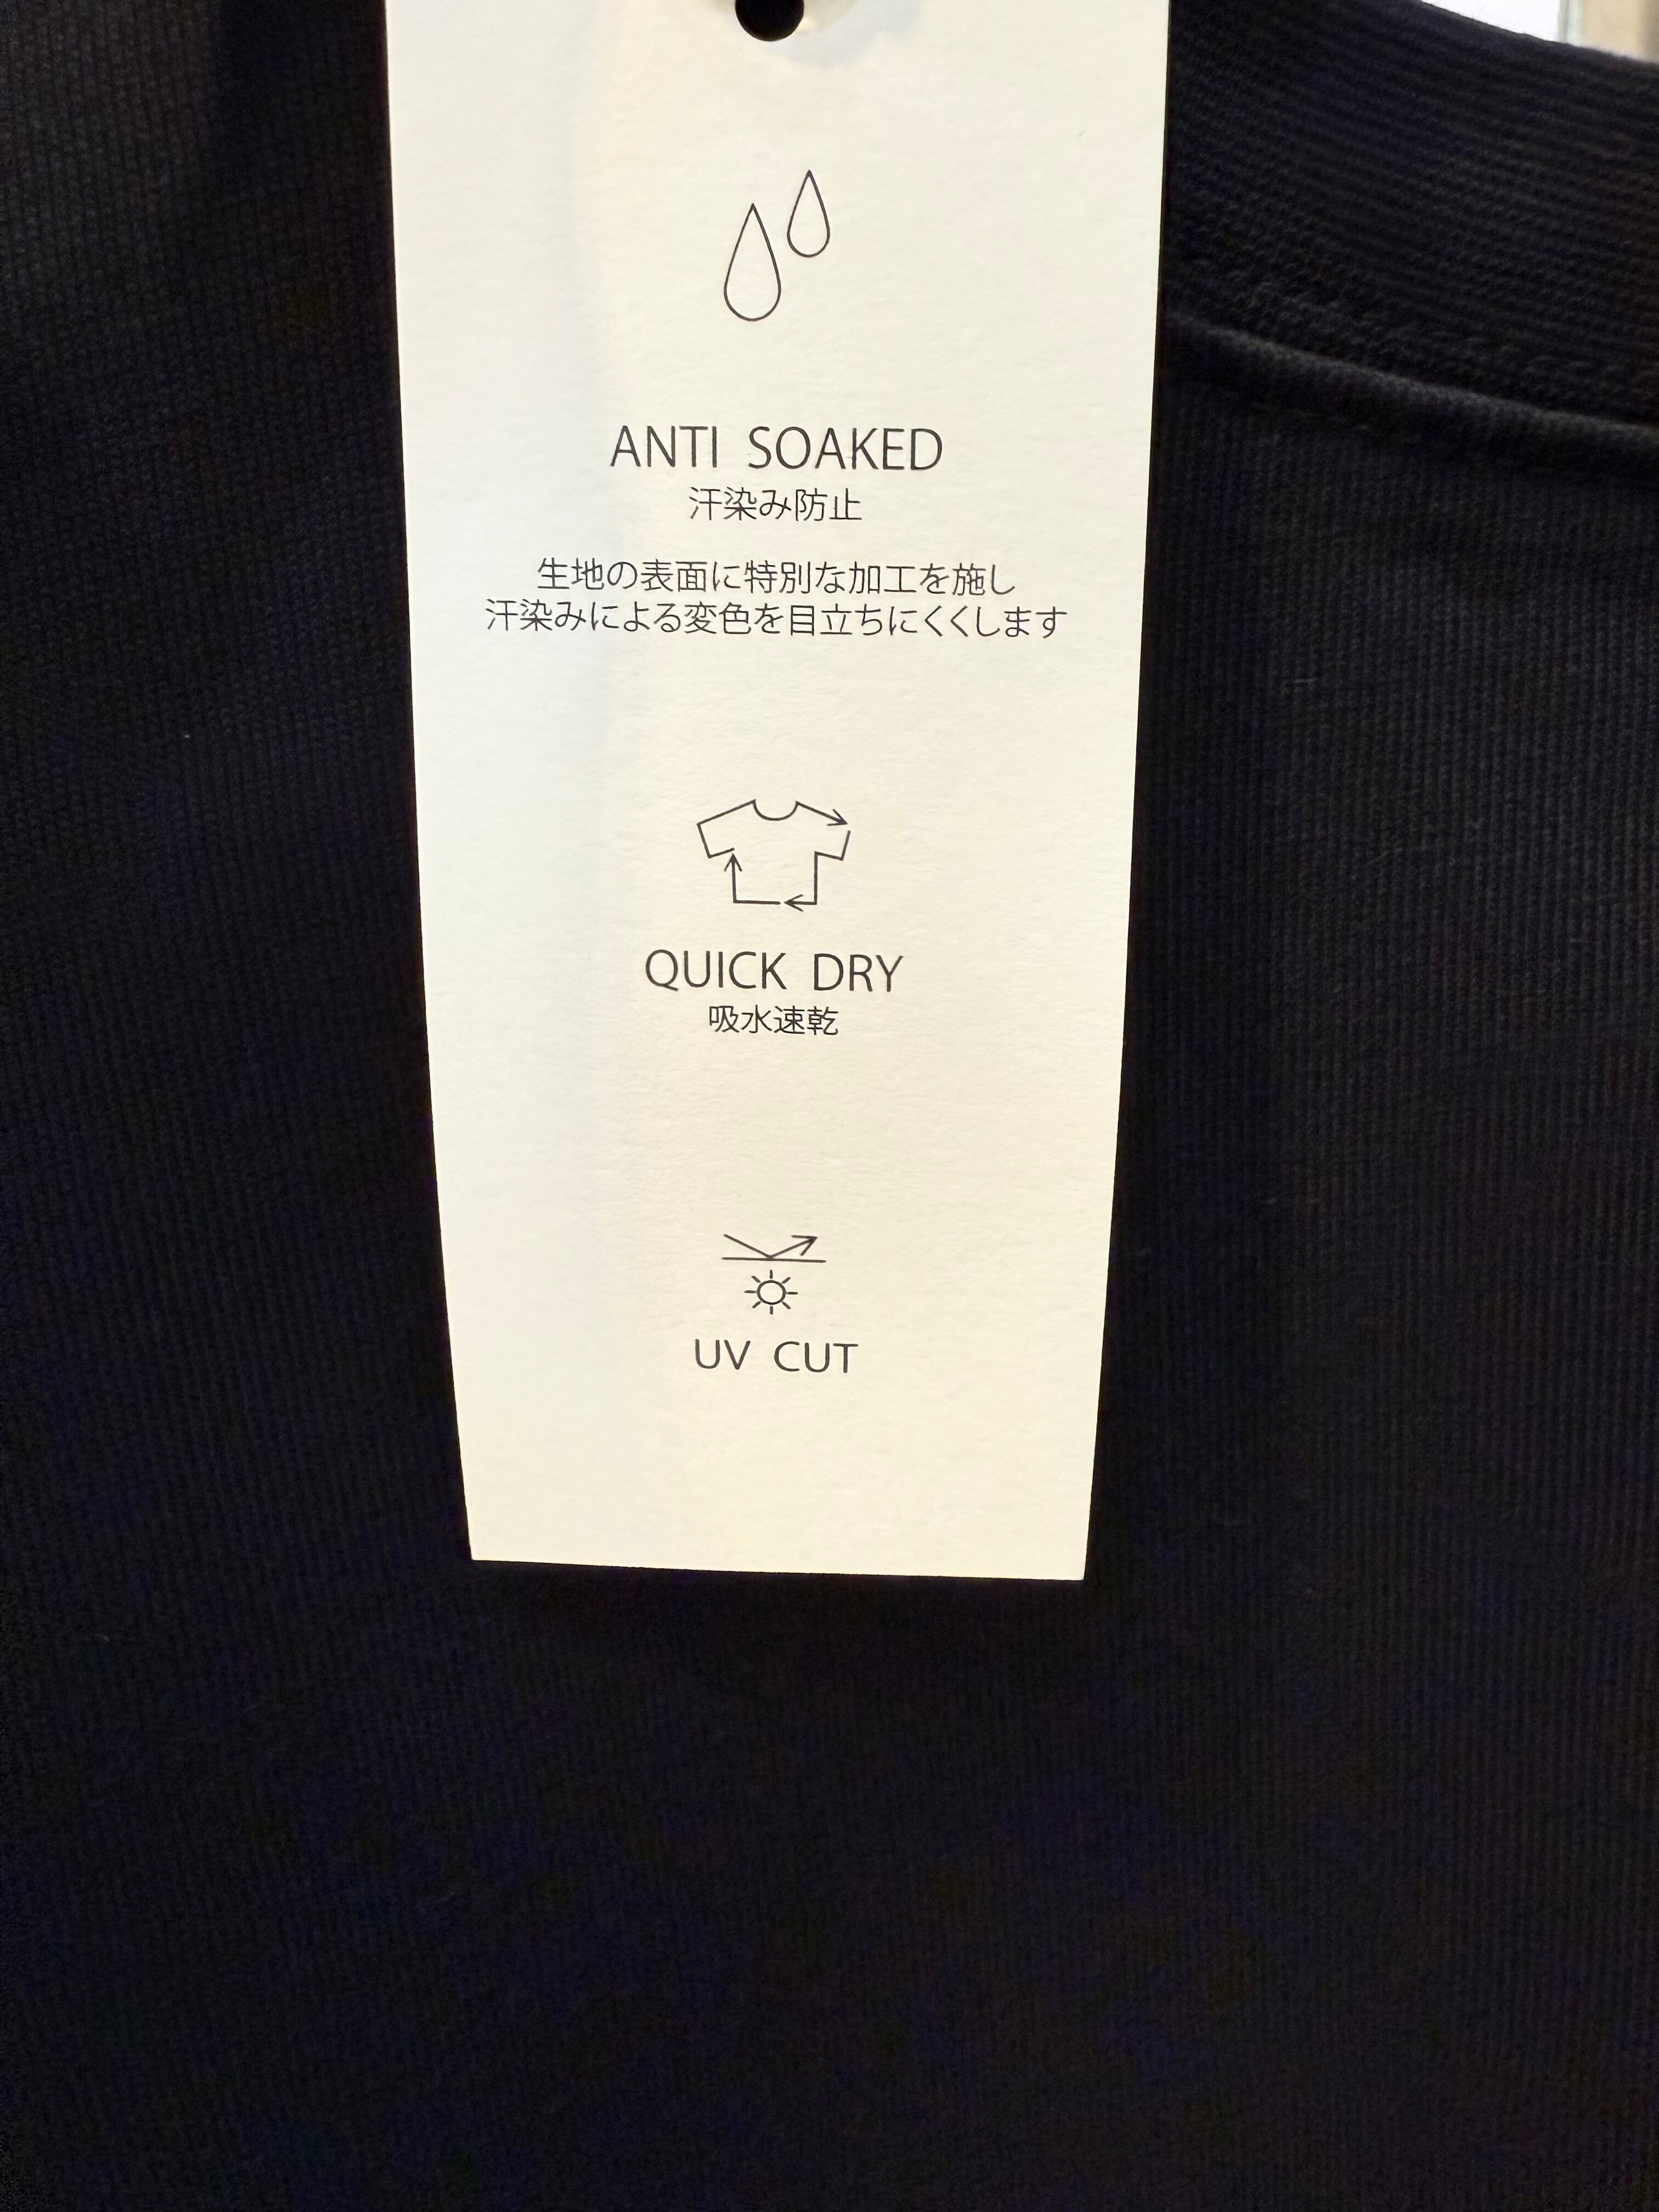 ANTI SOAKED
汗染み防止
生地の表面に特別な加工を施し
汗染みによる変色を目立ちにくくします
QUICK DRY
吸水速乾
UV CUT